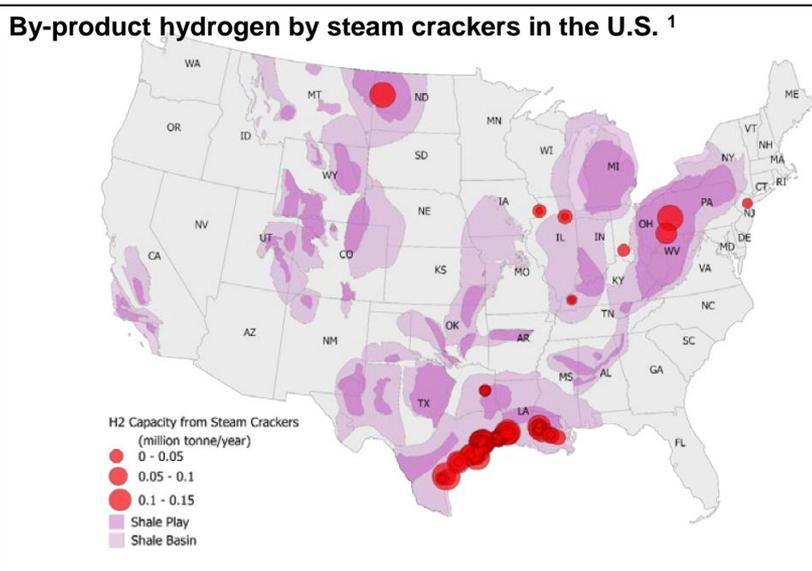 By-product hydrogen by steam crackers in the U.S. 1
WA
ME
MT
ND
VT
OR
ID
MN
NH
WI
MA
SD
NY
MI
WY
CT
RI
IA
PA
NE
NJ
NV
OH
UT
IL
IN
DE
CO
MD
CA
WV
KS
MO
VA
KY
NC
TN
OK
AZ
NM
AR
SC
MS
AL
GA
TX
LA
FL
H2 Capacity from Steam Crackers
(million tonne/year)
0 - 0.05
0.05 - 0.1
0.1 - 0.15
Shale Play
Shale Basin